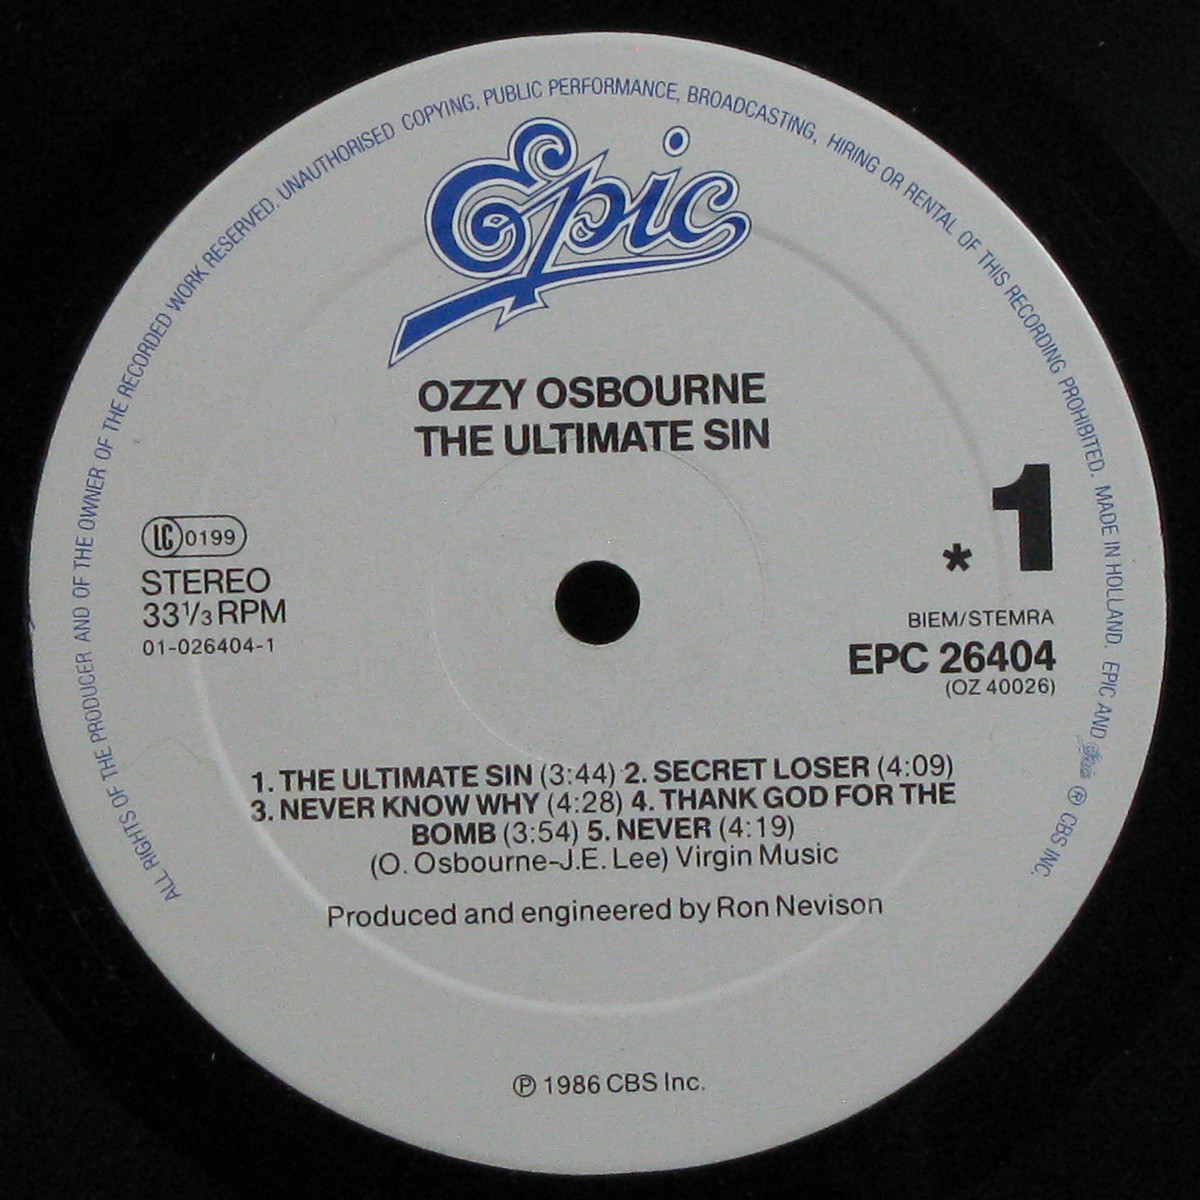 ALL RIGHTS OF THE PRODUCER AND OF THE OWNER OF THE RECORDED WORK RESERVED. UNAUTHORISED COPYING, PUBLIC PERFORMANCE, BROADCASTING, HIRING OR RENTAL OF THIS RECORDING PROHIBITED. MADE IN HOLLAND. EPIC AND Epic ℗ CBS INC.
Epic
OZZY OSBOURNE
THE ULTIMATE SIN
LC 0199
STEREO
33 1/3 RPM
01-026404-1
* 1
BIEM/STEMRA
EPC 26404
(OZ 40026)
1. THE ULTIMATE SIN (3:44) 2. SECRET LOSER (4:09)
3. NEVER KNOW WHY (4:28) 4. THANK GOD FOR THE
BOMB (3:54) 5. NEVER (4:19)
(O. Osbourne-J.E. Lee) Virgin Music
Produced and engineered by Ron Nevison
℗ 1986 CBS Inc.